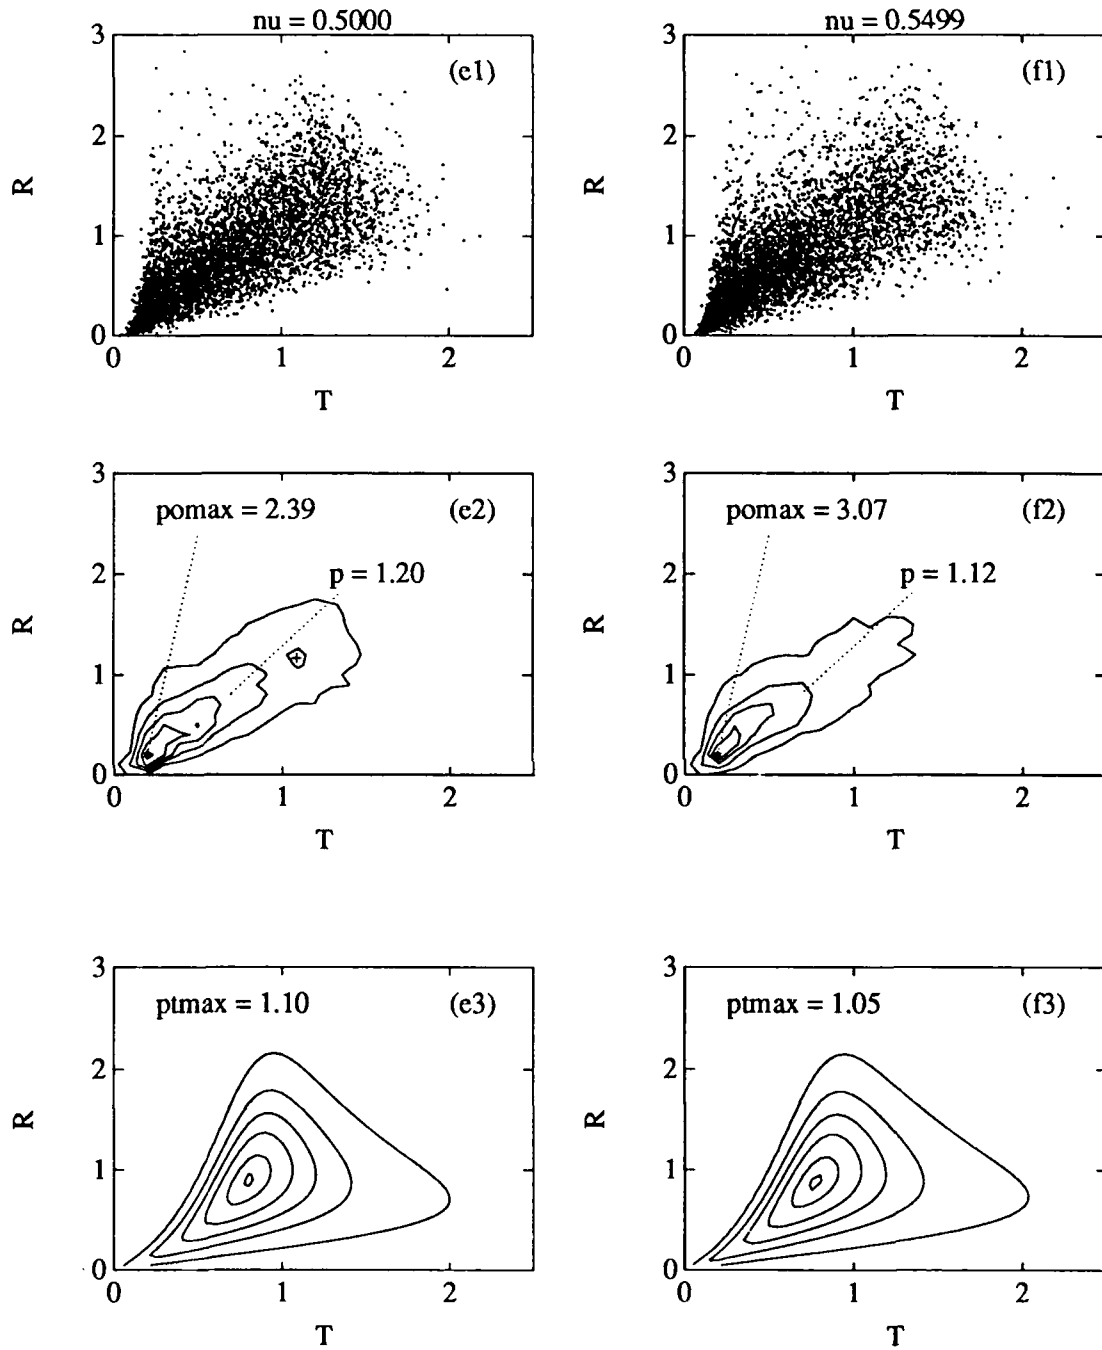 nu = 0.5000
nu = 0.5499
3
2
1
0
R
(e1)
0
1
2
T
3
2
1
0
R
(f1)
0
1
2
T
3
2
1
0
R
pomax = 2.39
(e2)
p = 1.20
0
1
2
T
3
2
1
0
R
pomax = 3.07
(f2)
p = 1.12
0
1
2
T
3
2
1
0
R
ptmax = 1.10
(e3)
0
1
2
T
3
2
1
0
R
ptmax = 1.05
(f3)
0
1
2
T